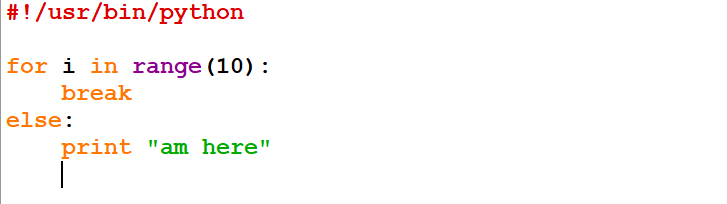 #!/usr/bin/python
for i in range(10):
    break
else:
    print "am here"